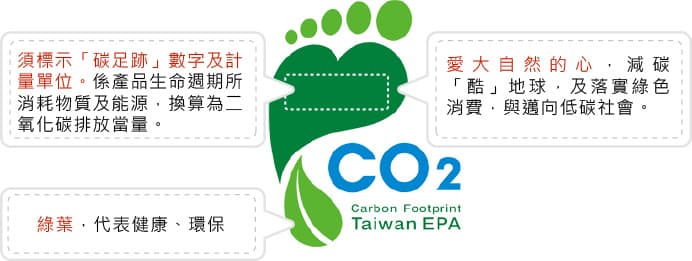 須標示「碳足跡」數字及計
量單位。係產品生命週期所
消耗物質及能源，換算為二
氧化碳排放當量。
愛大自然的心，減碳
「酷」地球，及落實綠色
消費，與邁向低碳社會。
CO2
Carbon Footprint
Taiwan EPA
綠葉，代表健康、環保